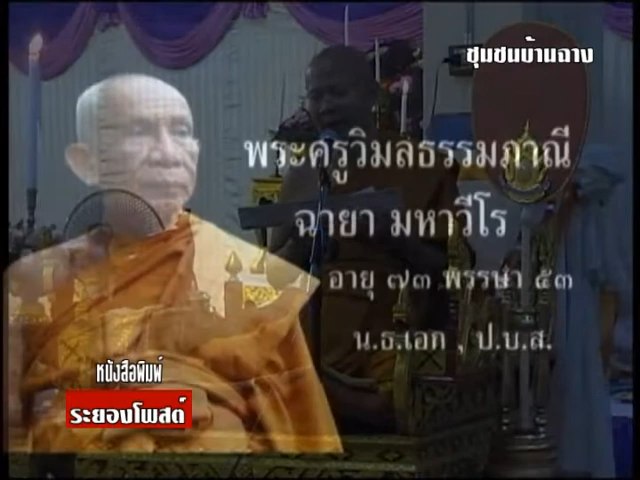 ชุมชนบ้านฉาง
พระครูวิมลธรรมภาณี
ฉายา มหาวีโร
อายุ ๗๓ พรรษา ๕๓
น.ธ.เอก , ป.บ.ส.
หนังสือพิมพ์
ระยองโพสต์